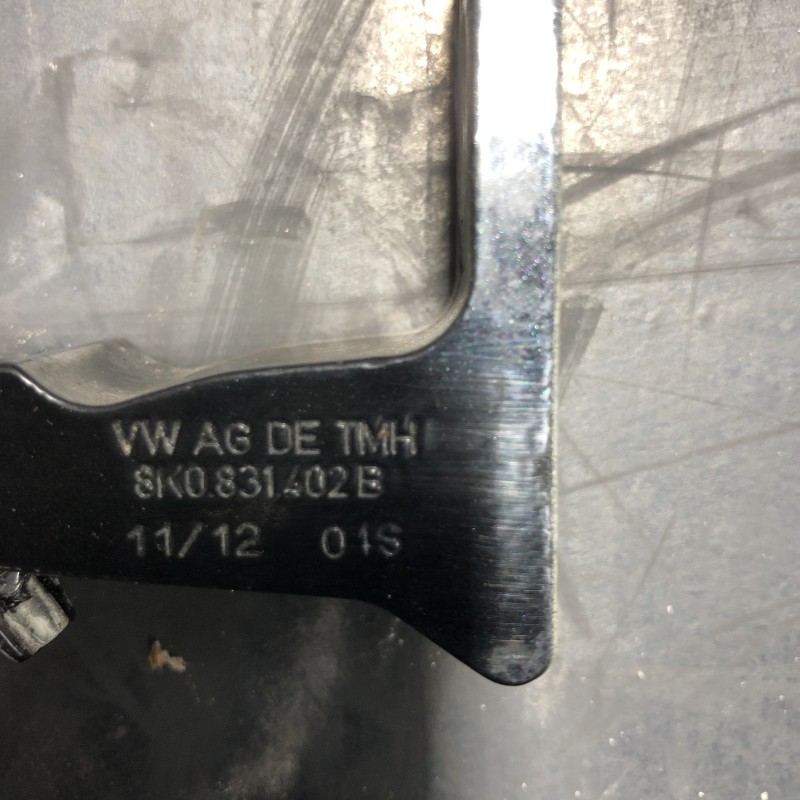 VW AG DE TMH
8K0.831.402 B
11/12 01S